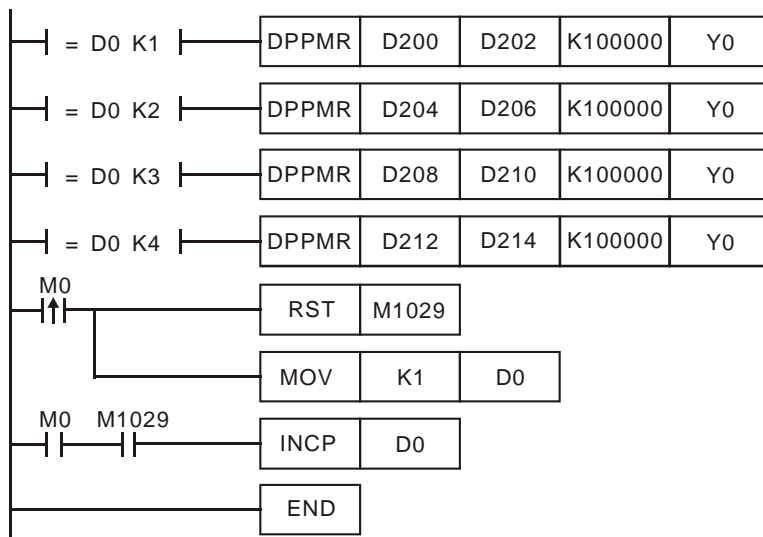 = D0 K1 DPPMR D200 D202 K100000 Y0
= D0 K2 DPPMR D204 D206 K100000 Y0
= D0 K3 DPPMR D208 D210 K100000 Y0
= D0 K4 DPPMR D212 D214 K100000 Y0
M0
RST M1029
MOV K1 D0
M0 M1029
INCP D0
END